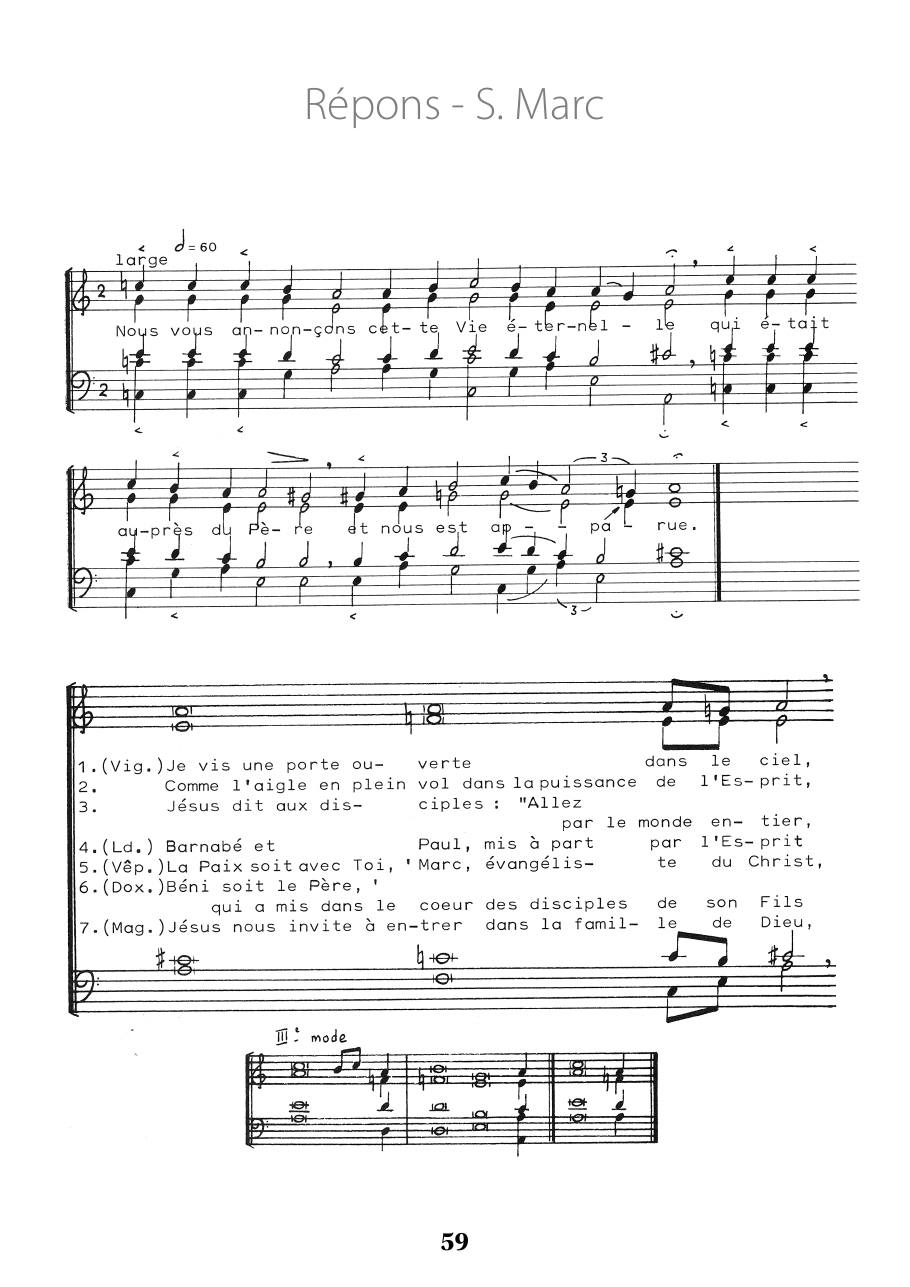 Répons - S. Marc
large 𝅗𝅥 = 60
2
Nous vous an-non-çons cet-te Vie é-ter-nel-le qui é-tait
2
3
au-près du Pè-re et nous est ap--pa-rue.
3
1.(Vig.)Je vis une porte ou- verte dans le ciel,
2. Comme l'aigle en plein vol dans la puissance de l'Es-prit,
3. Jésus dit aux dis- ciples : "Allez
par le monde en- tier,
4.(Ld.) Barnabé et Paul, mis à part par l'Es-prit
5.(Vêp.)La Paix soit avec Toi, ' Marc, évangélis- te du Christ,
6.(Dox.)Béni soit le Père, '
qui a mis dans le coeur des disciples de son Fils
7.(Mag.)Jésus nous invite à en-trer dans la famil- le de Dieu,
IIIᵉ mode
59